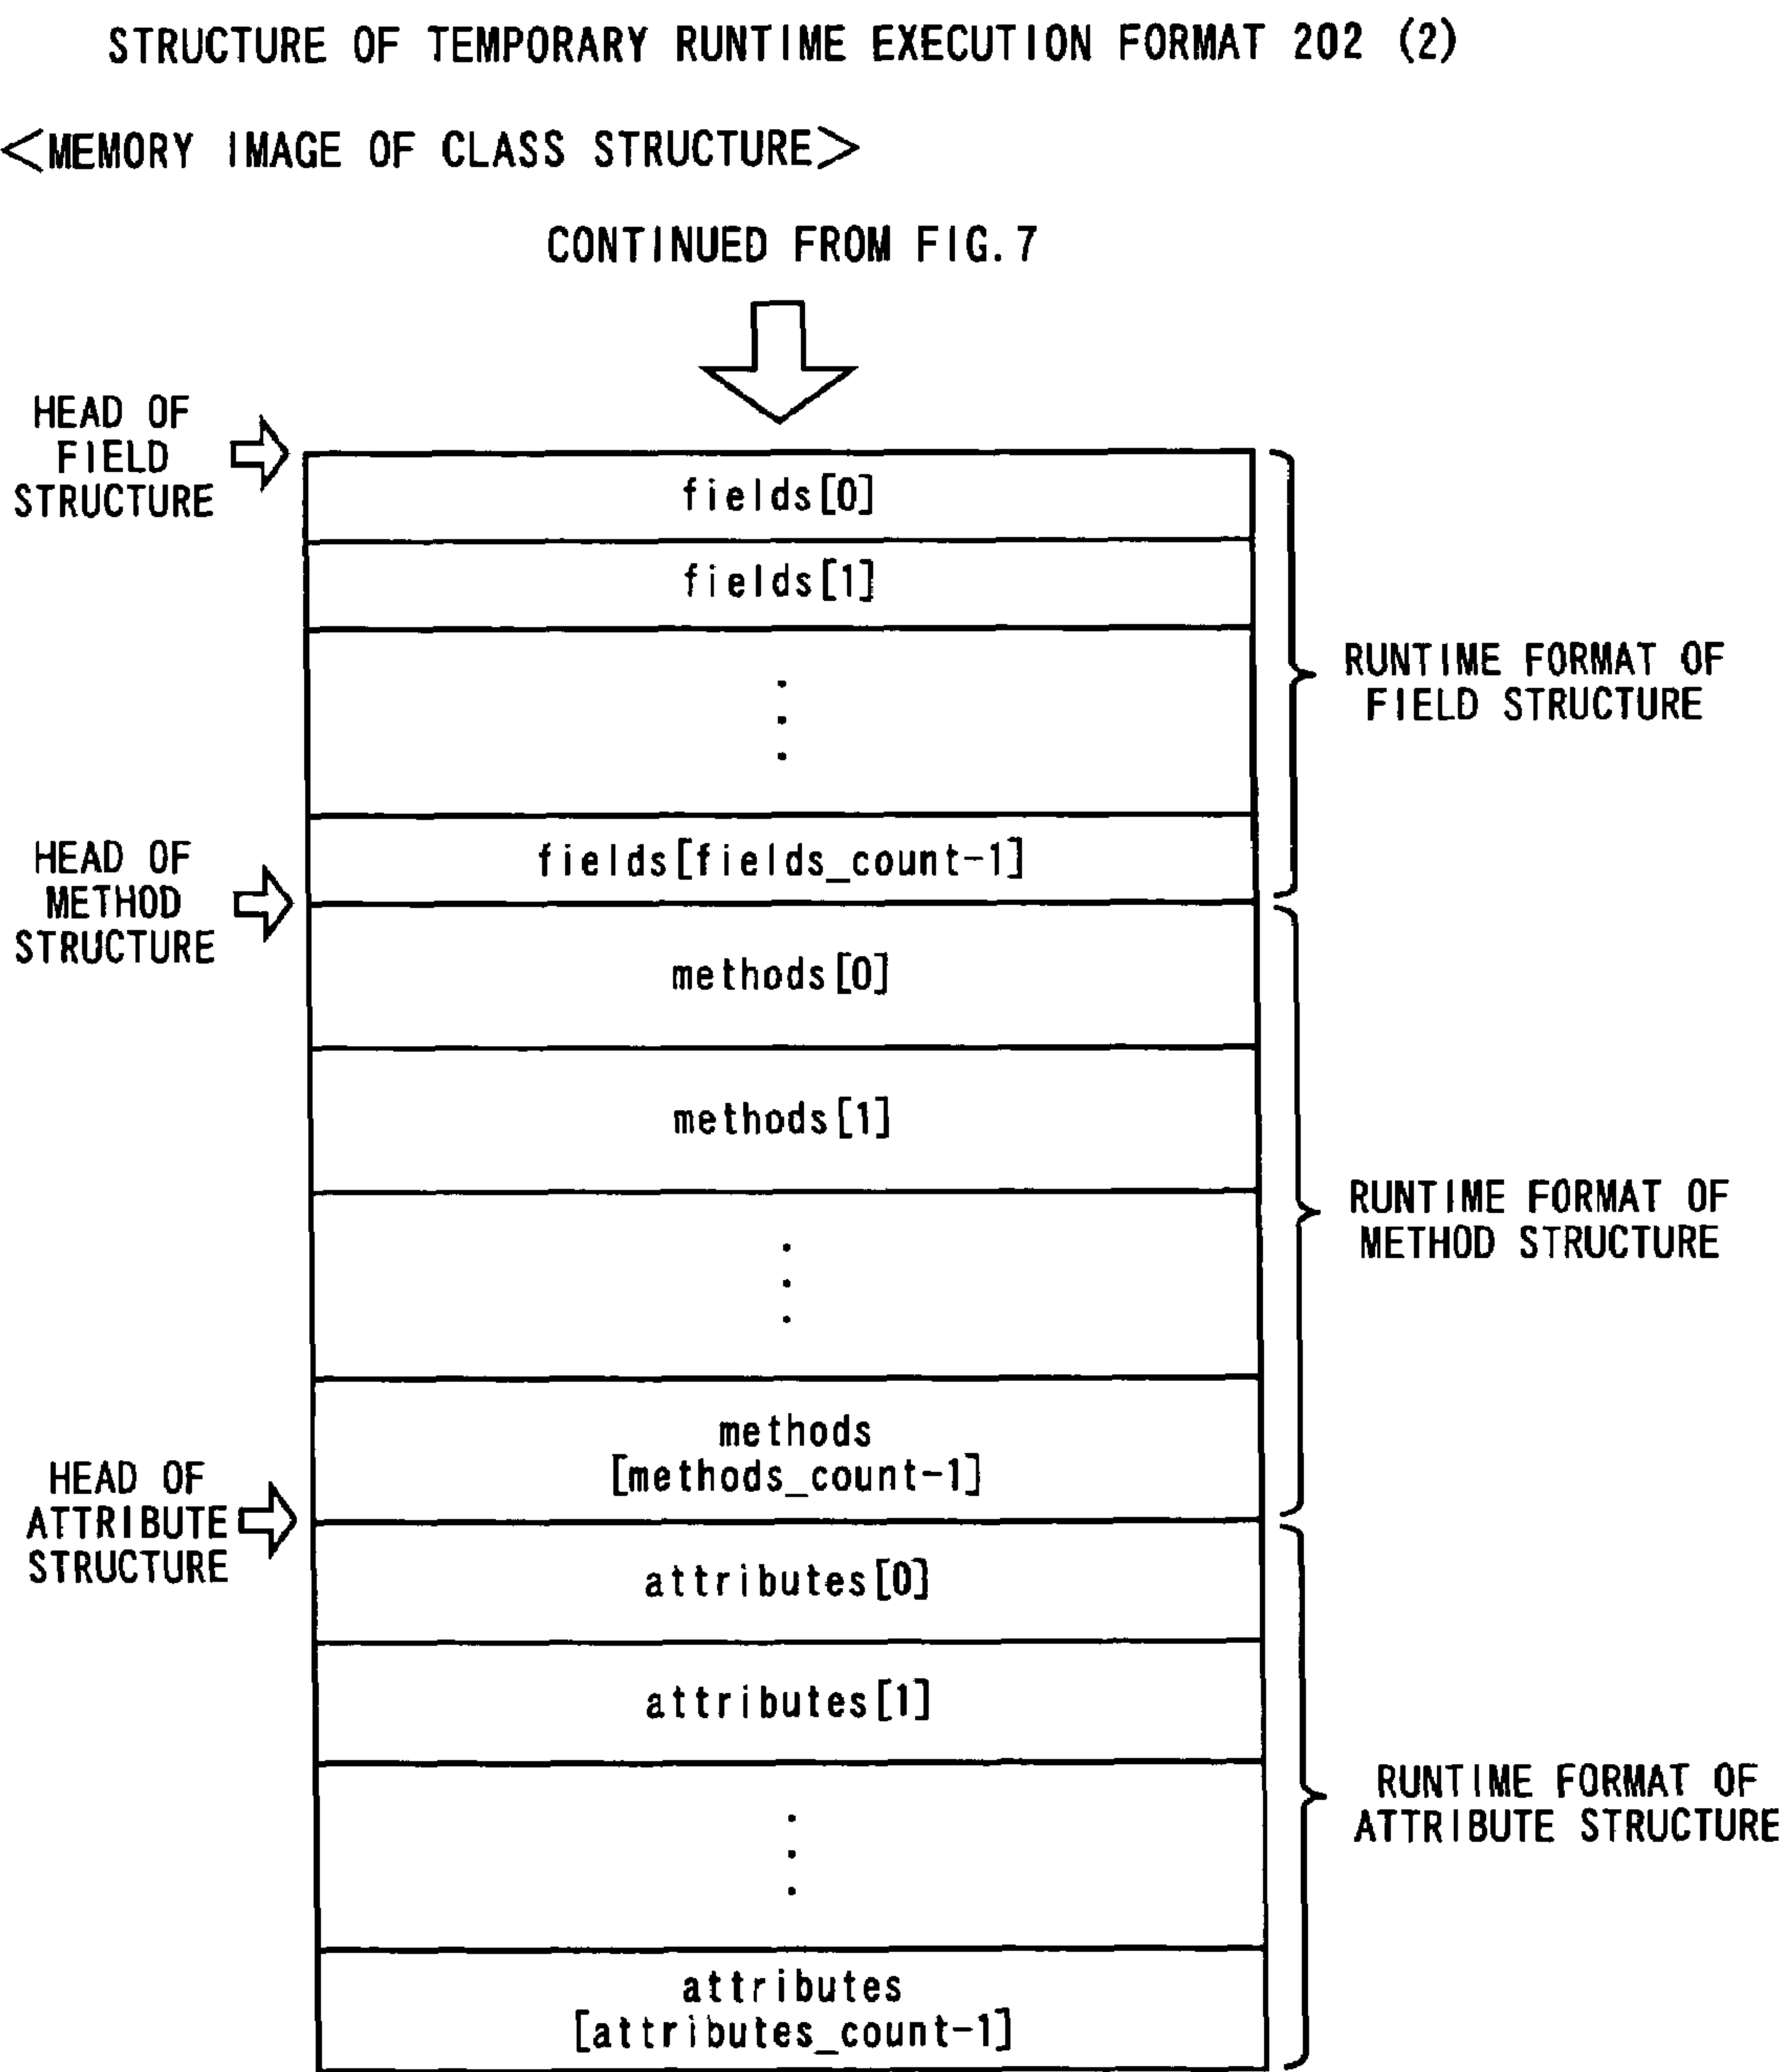 STRUCTURE OF TEMPORARY RUNTIME EXECUTION FORMAT 202 (2)
<MEMORY IMAGE OF CLASS STRUCTURE>
CONTINUED FROM FIG.7
HEAD OF
FIELD
STRUCTURE
fields[0]
fields[1]
RUNTIME FORMAT OF
FIELD STRUCTURE
fields[fields_count-1]
HEAD OF
METHOD
STRUCTURE
methods[0]
methods[1]
RUNTIME FORMAT OF
METHOD STRUCTURE
methods
[methods_count-1]
HEAD OF
ATTRIBUTE
STRUCTURE
attributes[0]
attributes[1]
RUNTIME FORMAT OF
ATTRIBUTE STRUCTURE
attributes
[attributes_count-1]